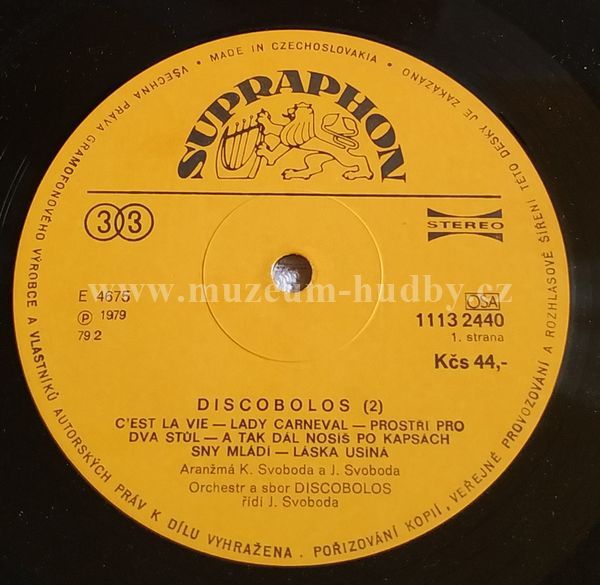 VŠECHNA PRÁVA GRAMOFONOVÉHO VÝROBCE A VLASTNÍKŮ AUTORSKÝCH PRÁV K DÍLU VYHRAŽENA. POŘIZOVÁNÍ KOPIÍ, VEŘEJNÉ PROVOZOVÁNÍ A ROZHLASOVÉ ŠÍŘENÍ TÉTO DESKY JE ZAKÁZÁNO • MADE IN CZECHOSLOVAKIA •
SUPRAPHON
33
STEREO
www.muzeum-hudby.cz
E 4675
OSA
℗ 1979
1113 2440
79 2
1. strana
Kčs 44,-
DISCOBOLOS (2)
C'EST LA VIE — LADY CARNEVAL — PROSTŘI PRO
DVA STŮL — A TAK DÁL NOSÍŠ PO KAPSÁCH
SNY MLÁDÍ — LÁSKA USÍNÁ
Aranžmá K. Svoboda a J. Svoboda
Orchestr a sbor DISCOBOLOS
řídí J. Svoboda